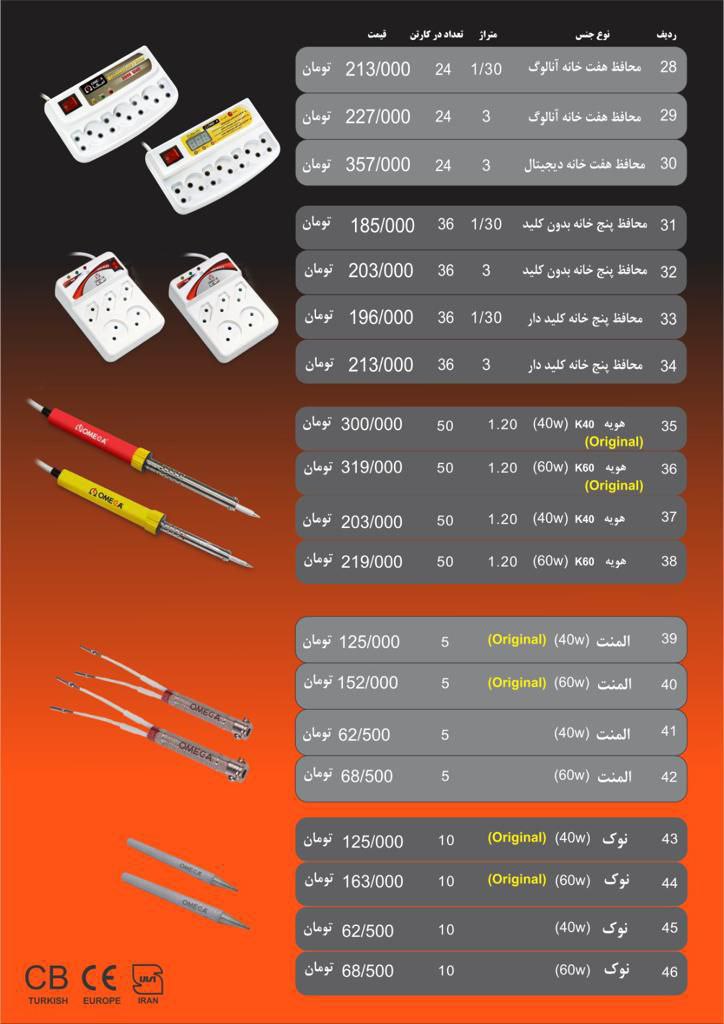 ردیف نوع جنس متراژ تعداد در کارتن قیمت
28 محافظ هفت خانه آنالوگ 1/30 24 213/000 تومان
29 محافظ هفت خانه آنالوگ 3 24 227/000 تومان
30 محافظ هفت خانه دیجیتال 3 24 357/000 تومان
31 محافظ پنج خانه بدون کلید 1/30 36 185/000 تومان
32 محافظ پنج خانه بدون کلید 3 36 203/000 تومان
33 محافظ پنج خانه کلید دار 1/30 36 196/000 تومان
34 محافظ پنج خانه کلید دار 3 36 213/000 تومان
35 هویه K40 (40w) 1.20 50 300/000 تومان
(Original)
36 هویه K60 (60w) 1.20 50 319/000 تومان
(Original)
37 هویه K40 (40w) 1.20 50 203/000 تومان
38 هویه K60 (60w) 1.20 50 219/000 تومان
39 المنت (40w) (Original) 5 125/000 تومان
40 المنت (60w) (Original) 5 152/000 تومان
41 المنت (40w) 5 62/500 تومان
42 المنت (60w) 5 68/500 تومان
43 نوک (40w) (Original) 10 125/000 تومان
44 نوک (60w) (Original) 10 163/000 تومان
45 نوک (40w) 10 62/500 تومان
46 نوک (60w) 10 68/500 تومان
OMEGA
OMEGA
OMEGA
OMEGA
OMEGA
OMEGA
CB CE
TURKISH EUROPE IRAN